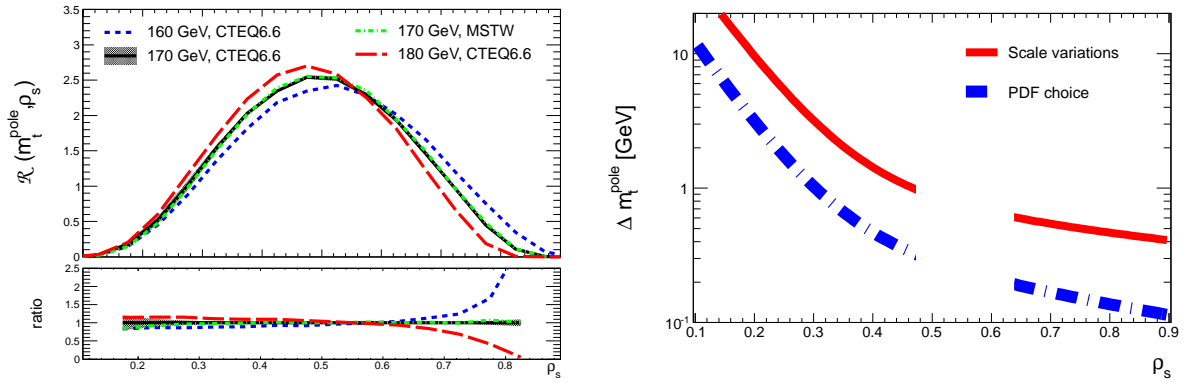 160 GeV, CTEQ6.6
170 GeV, MSTW
170 GeV, CTEQ6.6
180 GeV, CTEQ6.6
ℛ (m_t^pole, ρ_s)
3.5
3
2.5
2
1.5
1
0.5
0
ratio
2.5
2
1.5
1
0.5
0
0.2 0.3 0.4 0.5 0.6 0.7 0.8 ρ_s
Scale variations
PDF choice
Δ m_t^pole [GeV]
10
1
10^-1
0.1 0.2 0.3 0.4 0.5 0.6 0.7 0.8 0.9
ρ_s